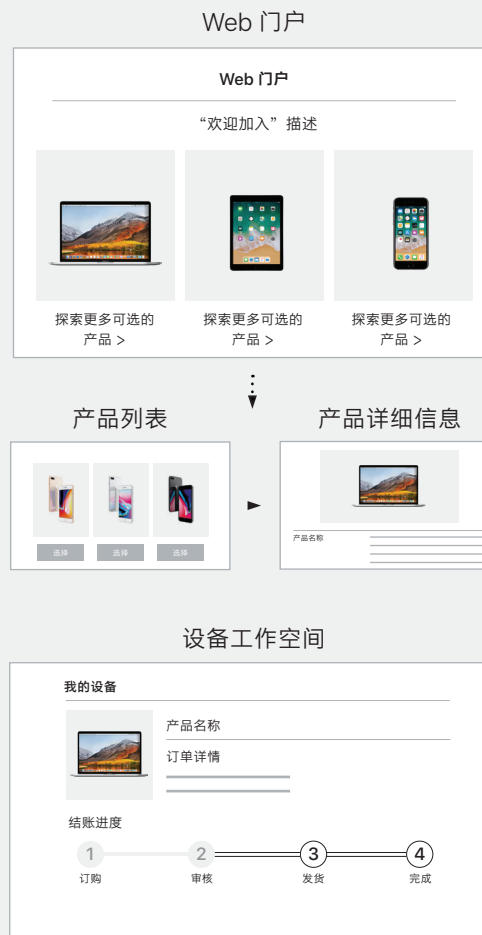 Web 门户
Web 门户
“欢迎加入”描述
探索更多可选的
产品 >
探索更多可选的
产品 >
探索更多可选的
产品 >
产品列表
产品详细信息
选择
选择
选择
产品名称
设备工作空间
我的设备
产品名称
订单详情
结账进度
1
2
3
4
订购
审核
发货
完成